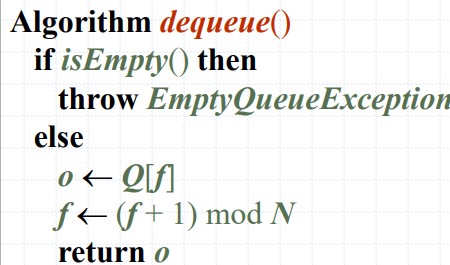 Algorithm dequeue()
if isEmpty() then
throw EmptyQueueException
else
o ← Q[f]
f ← (f + 1) mod N
return o